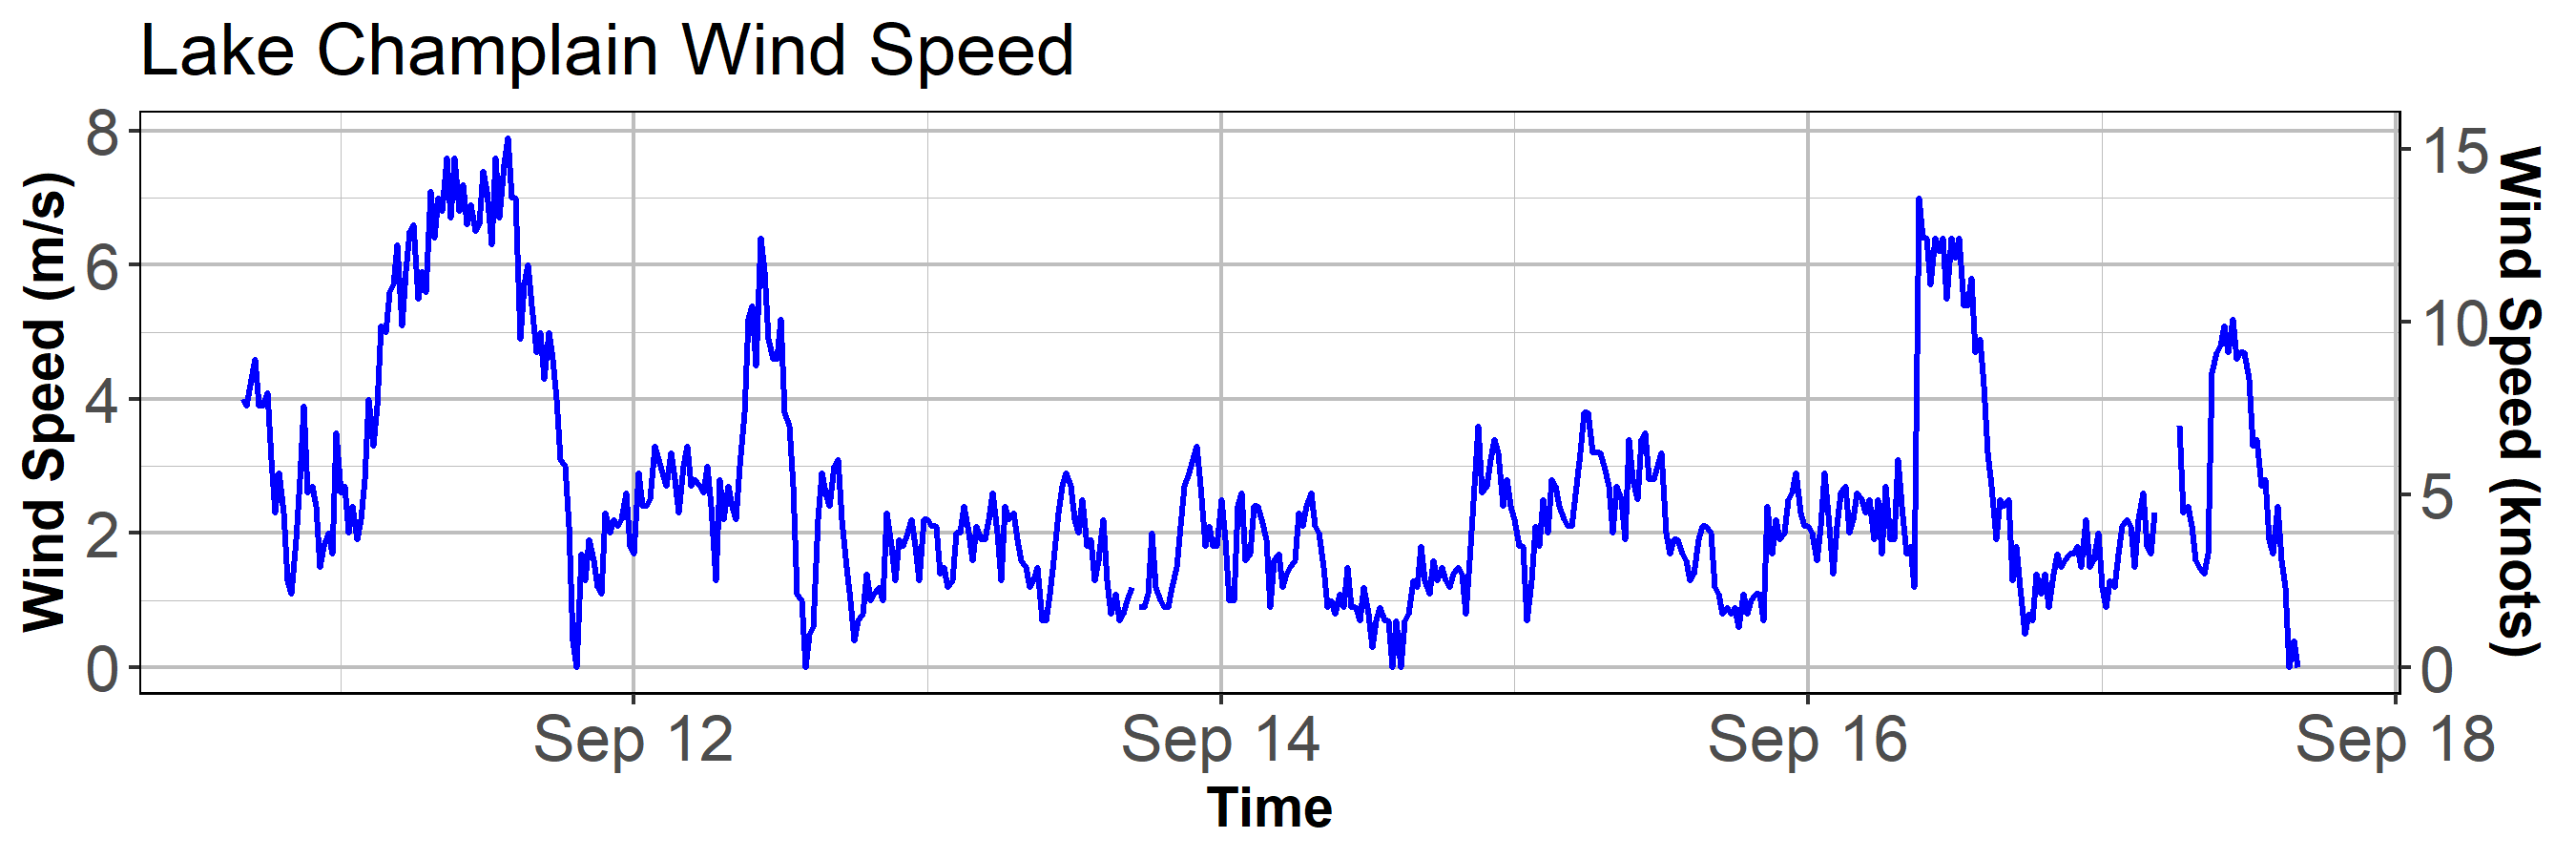 Lake Champlain Wind Speed
Wind Speed (m/s)
8
6
4
2
0
15
10
5
0
Wind Speed (knots)
Sep 12
Sep 14
Sep 16
Sep 18
Time